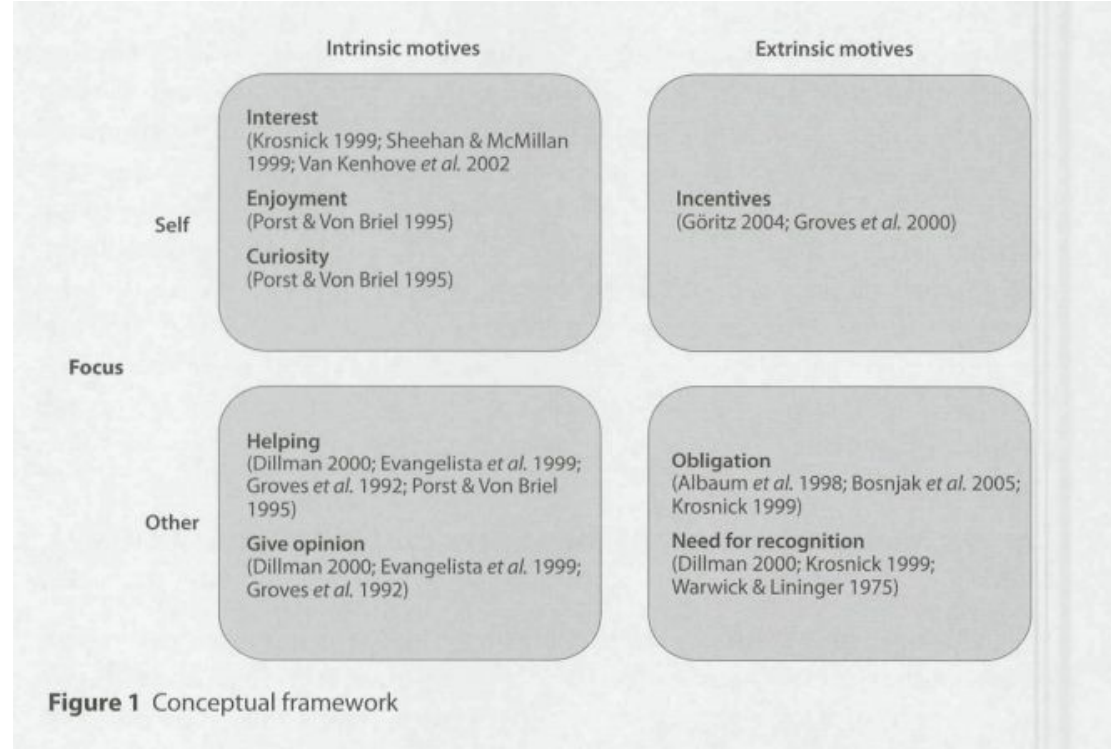 Intrinsic motives
Extrinsic motives
Self
Interest
(Krosnick 1999; Sheehan & McMillan
1999; Van Kenhove et al. 2002
Enjoyment
(Porst & Von Briel 1995)
Curiosity
(Porst & Von Briel 1995)
Incentives
(Göritz 2004; Groves et al. 2000)
Focus
Other
Helping
(Dillman 2000; Evangelista et al. 1999;
Groves et al. 1992; Porst & Von Briel
1995)
Give opinion
(Dillman 2000; Evangelista et al. 1999;
Groves et al. 1992)
Obligation
(Albaum et al. 1998; Bosnjak et al. 2005;
Krosnick 1999)
Need for recognition
(Dillman 2000; Krosnick 1999;
Warwick & Lininger 1975)
Figure 1 Conceptual framework